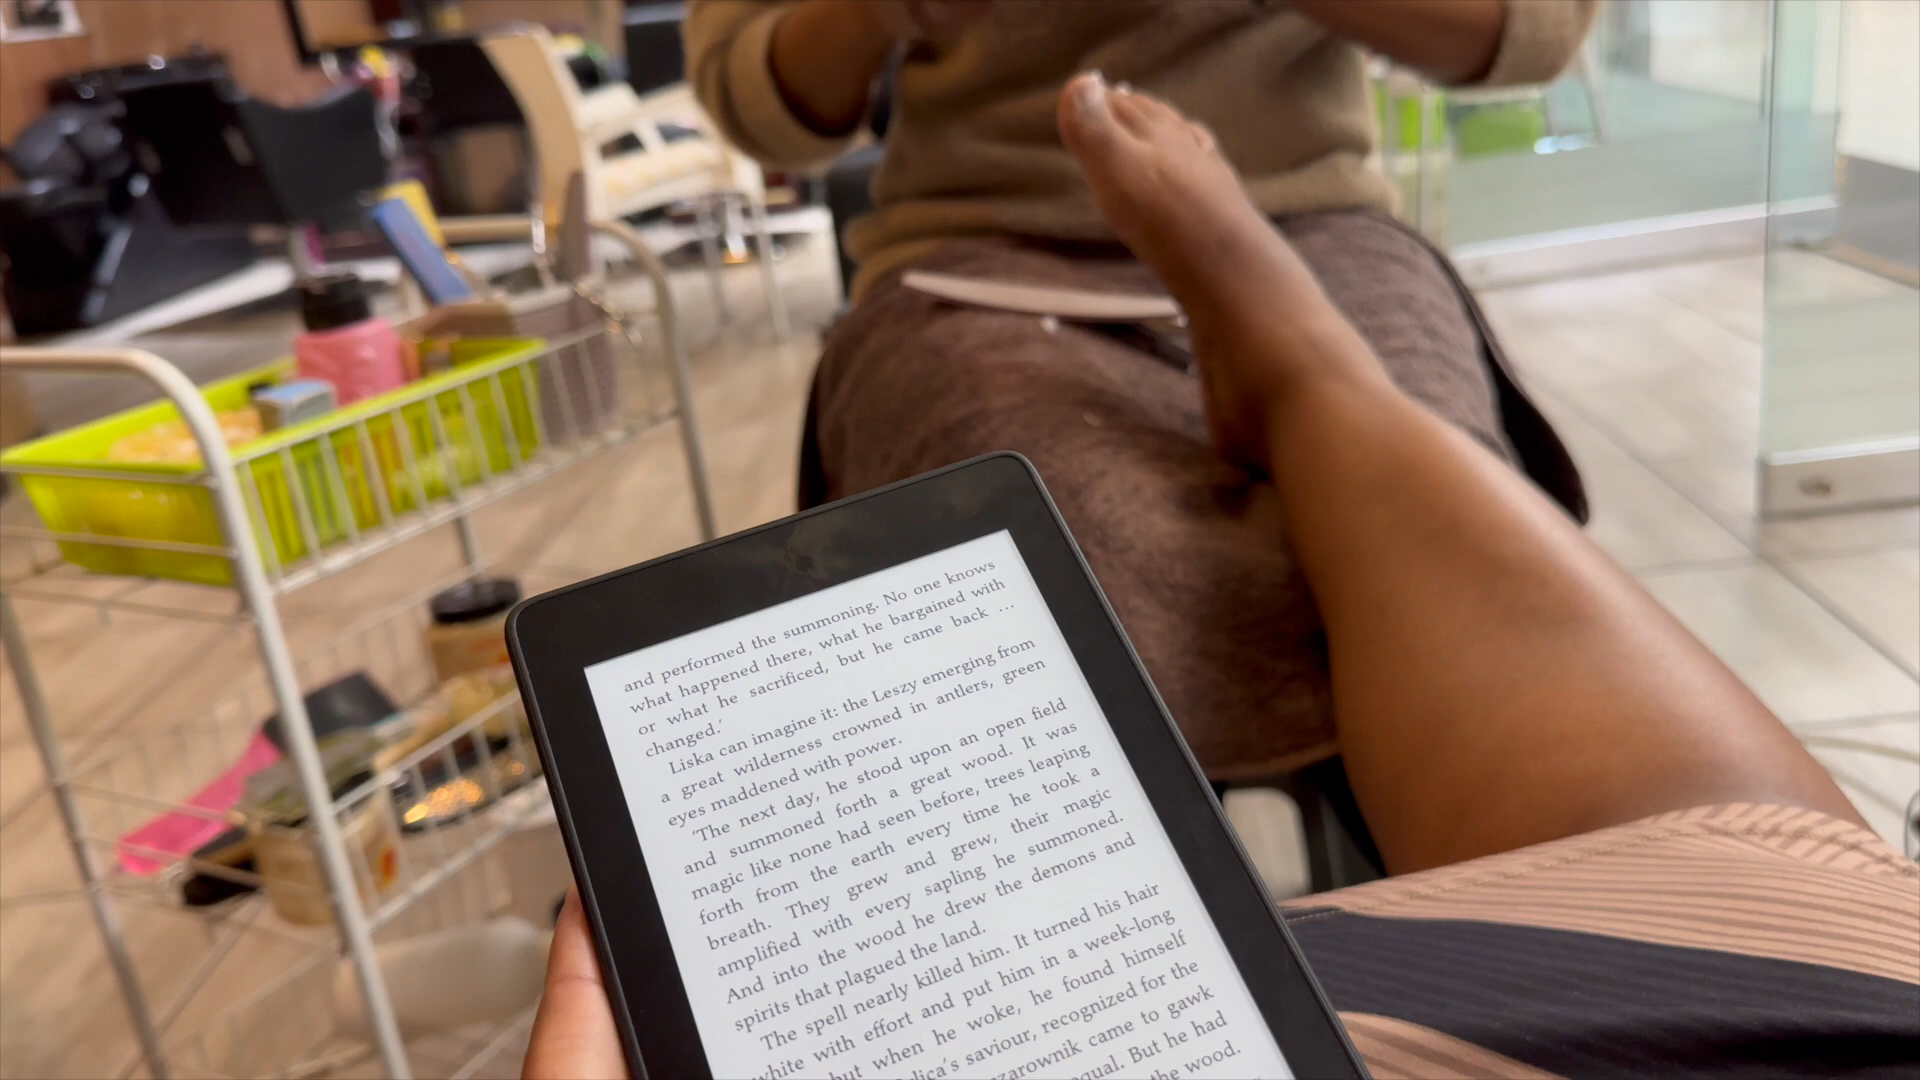 and performed the summoning. No one knows
what happened there, what he bargained with
or what he sacrificed, but he came back …
changed.’
Liska can imagine it: the Leszy emerging from
a great wilderness crowned in antlers, green
eyes maddened with power.
‘The next day, he stood upon an open field
and summoned forth a great wood. It was
magic like none had seen before, trees leaping
forth from the earth every time he took a
breath. They grew and grew, their magic
amplified with every sapling he summoned.
And into the wood he drew the demons and
spirits that plagued the land.
The spell nearly killed him. It turned his hair
white with effort and put him in a week-long
but when he woke, he found himself
saviour, recognized for the
came to gawk
But he had
the wood.